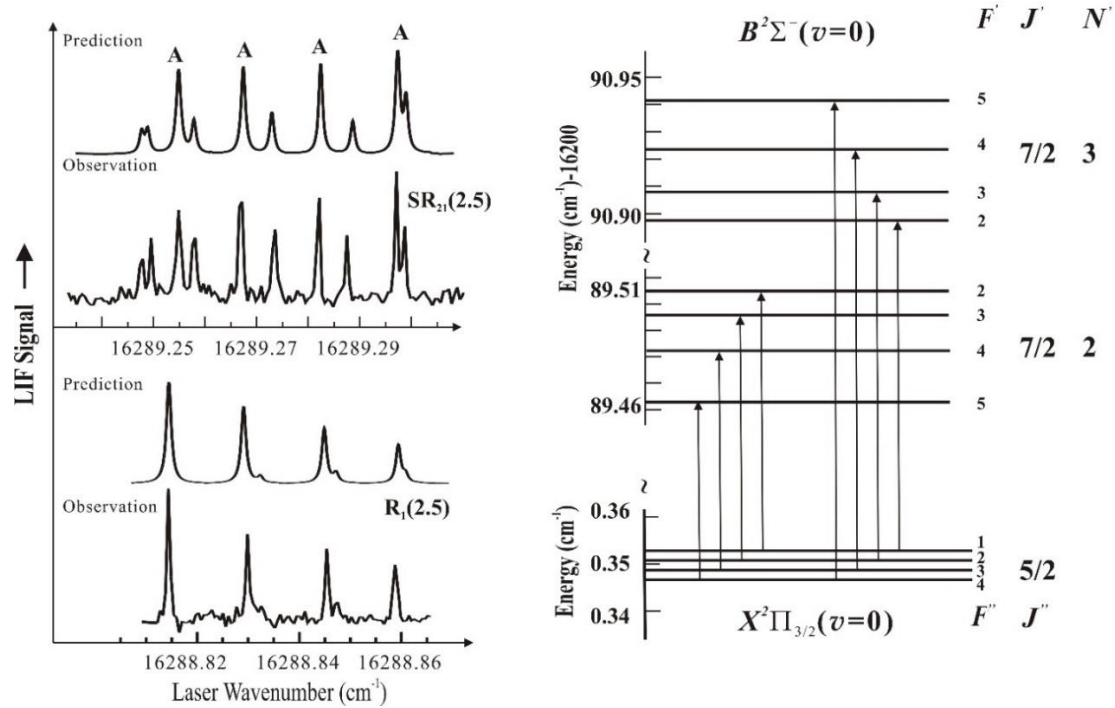 Prediction
A A A A
Observation
SR₂₁(2.5)
16289.25 16289.27 16289.29
Prediction
Observation
R₁(2.5)
16288.82 16288.84 16288.86
Laser Wavenumber (cm⁻¹)
LIF Signal
B²Σ⁻(v=0)
F' J' N'
90.95
5
4
7/2 3
3
90.90
2
~
89.51
2
3
4
7/2 2
89.46
5
Energy (cm⁻¹)-16200
~
0.36
1
0.35
2
3
5/2
4
0.34
Energy (cm⁻¹)
X²Π₃/₂(v=0)
F'' J''